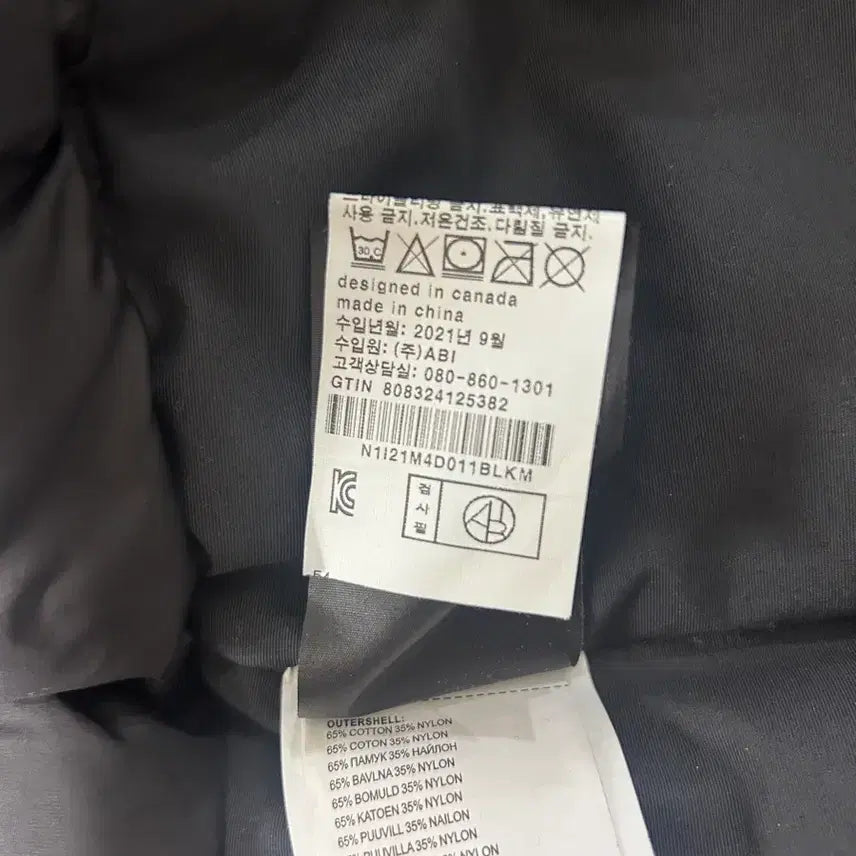 사용 금지.저온건조. 다림질 금지.
30 C
designed in canada
made in china
수입년월: 2021년 9월
수입원: (주)ABI
고객상담실: 080-860-1301
GTIN 808324125382
N1I21M4D011BLKM
검사필
OUTERSHELL:
65% COTTON 35% NYLON
65% COTON 35% NYLON
65% ПАМУК 35% НАЙЛОН
65% BAVLNA 35% NYLON
65% BOMULD 35% NYLON
65% KATOEN 35% NYLON
65% PUUVILL 35% NAILON
65% PUUVILLA 35% NYLON